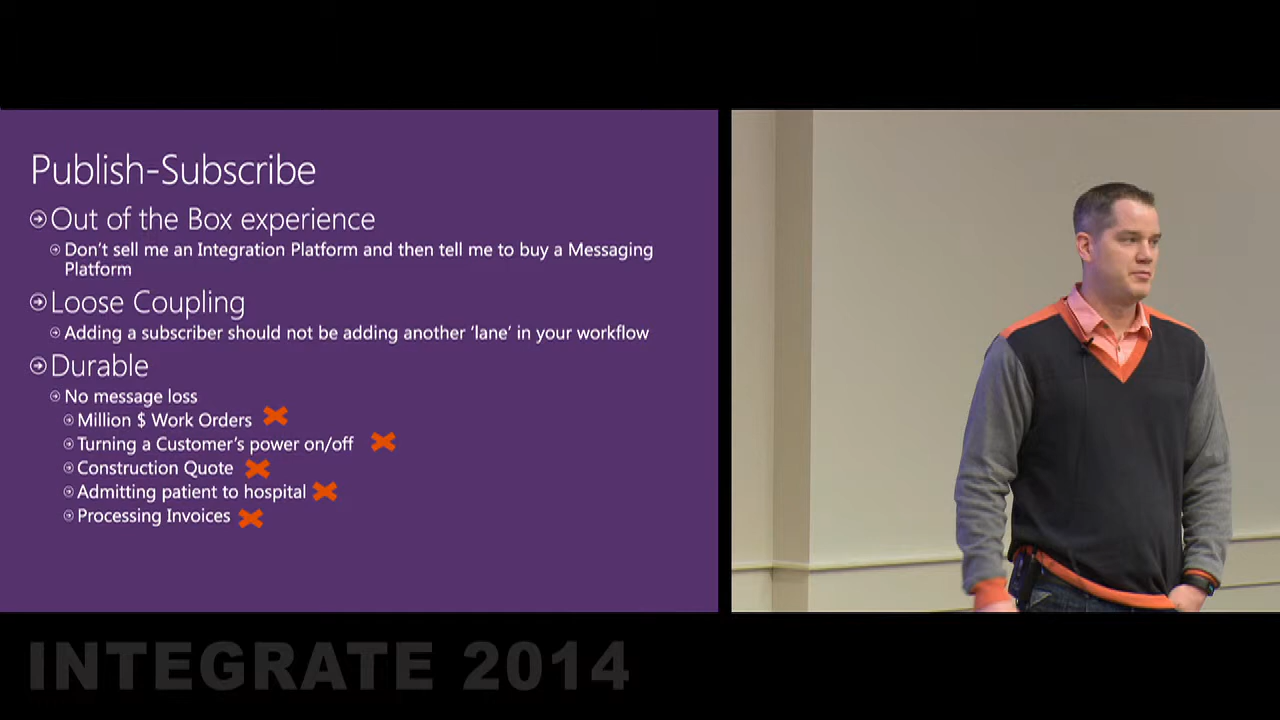 Publish-Subscribe
Out of the Box experience
Don't sell me an Integration Platform and then tell me to buy a Messaging
Platform
Loose Coupling
Adding a subscriber should not be adding another 'lane' in your workflow
Durable
No message loss
Million $ Work Orders
Turning a Customer's power on/off
Construction Quote
Admitting patient to hospital
Processing Invoices
INTEGRATE 2014